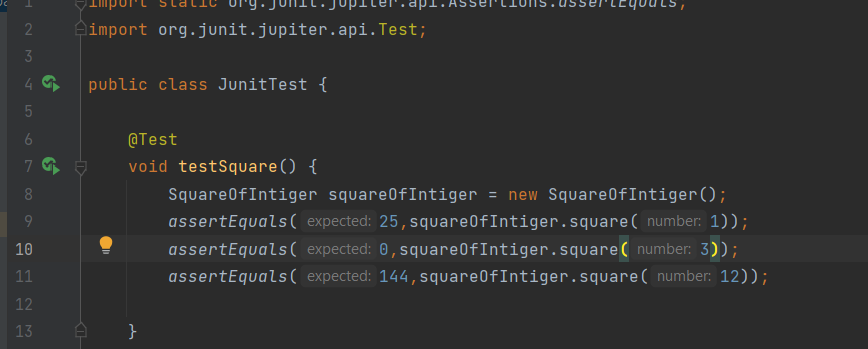 1 import static org.junit.jupiter.api.Assertions.assertEquals;
2 import org.junit.jupiter.api.Test;
3
4 public class JunitTest {
5
6 @Test
7 void testSquare() {
8 SquareOfIntiger squareOfIntiger = new SquareOfIntiger();
9 assertEquals( expected: 25,squareOfIntiger.square( number: 1));
10 assertEquals( expected: 0,squareOfIntiger.square( number: 3));
11 assertEquals( expected: 144,squareOfIntiger.square( number: 12));
12
13 }